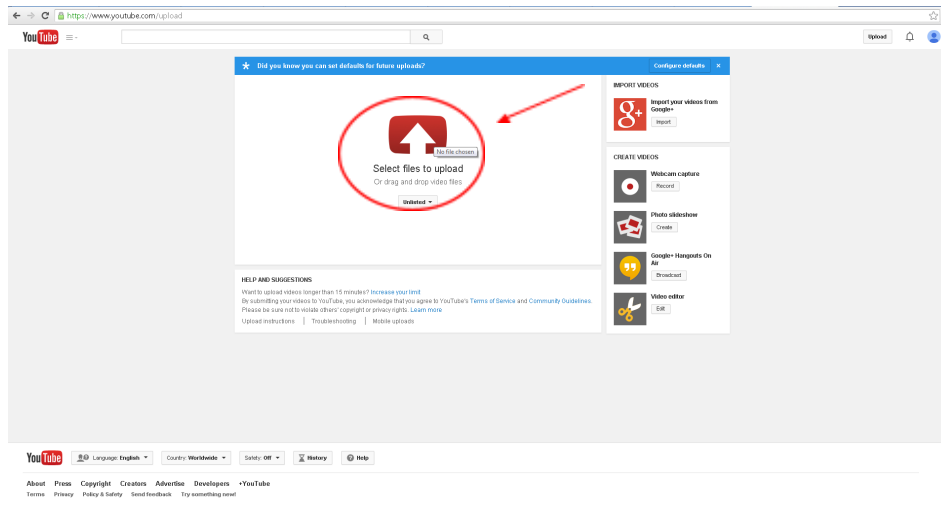 https://www.youtube.com/upload
YouTube
Upload
Did you know you can set defaults for future uploads?
Configure defaults ×
No file chosen
Select files to upload
Or drag and drop video files
Unlisted
IMPORT VIDEOS
g+
Import your videos from
Google+
Import
CREATE VIDEOS
Webcam capture
Record
Photo slideshow
Create
Google+ Hangouts On
Air
Broadcast
Video editor
Edit
HELP AND SUGGESTIONS
Want to upload videos longer than 15 minutes? Increase your limit
By submitting your videos to YouTube, you acknowledge that you agree to YouTube's Terms of Service and Community Guidelines.
Please be sure not to violate others' copyright or privacy rights. Learn more
Upload instructions | Troubleshooting | Mobile uploads
YouTube Language: English Country: Worldwide Safety: Off History Help
About Press Copyright Creators Advertise Developers +YouTube
Terms Privacy Policy & Safety Send feedback Try something new!